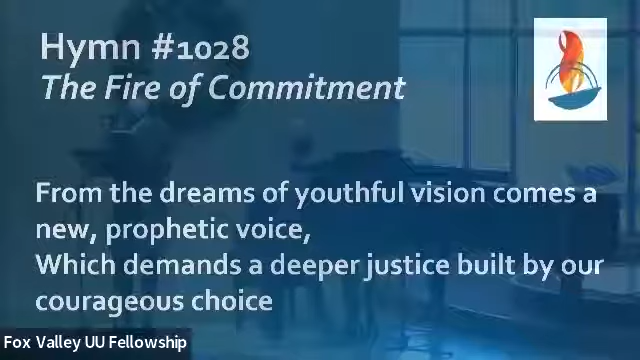 Hymn #1028
The Fire of Commitment
From the dreams of youthful vision comes a
new, prophetic voice,
Which demands a deeper justice built by our
courageous choice
Fox Valley UU Fellowship